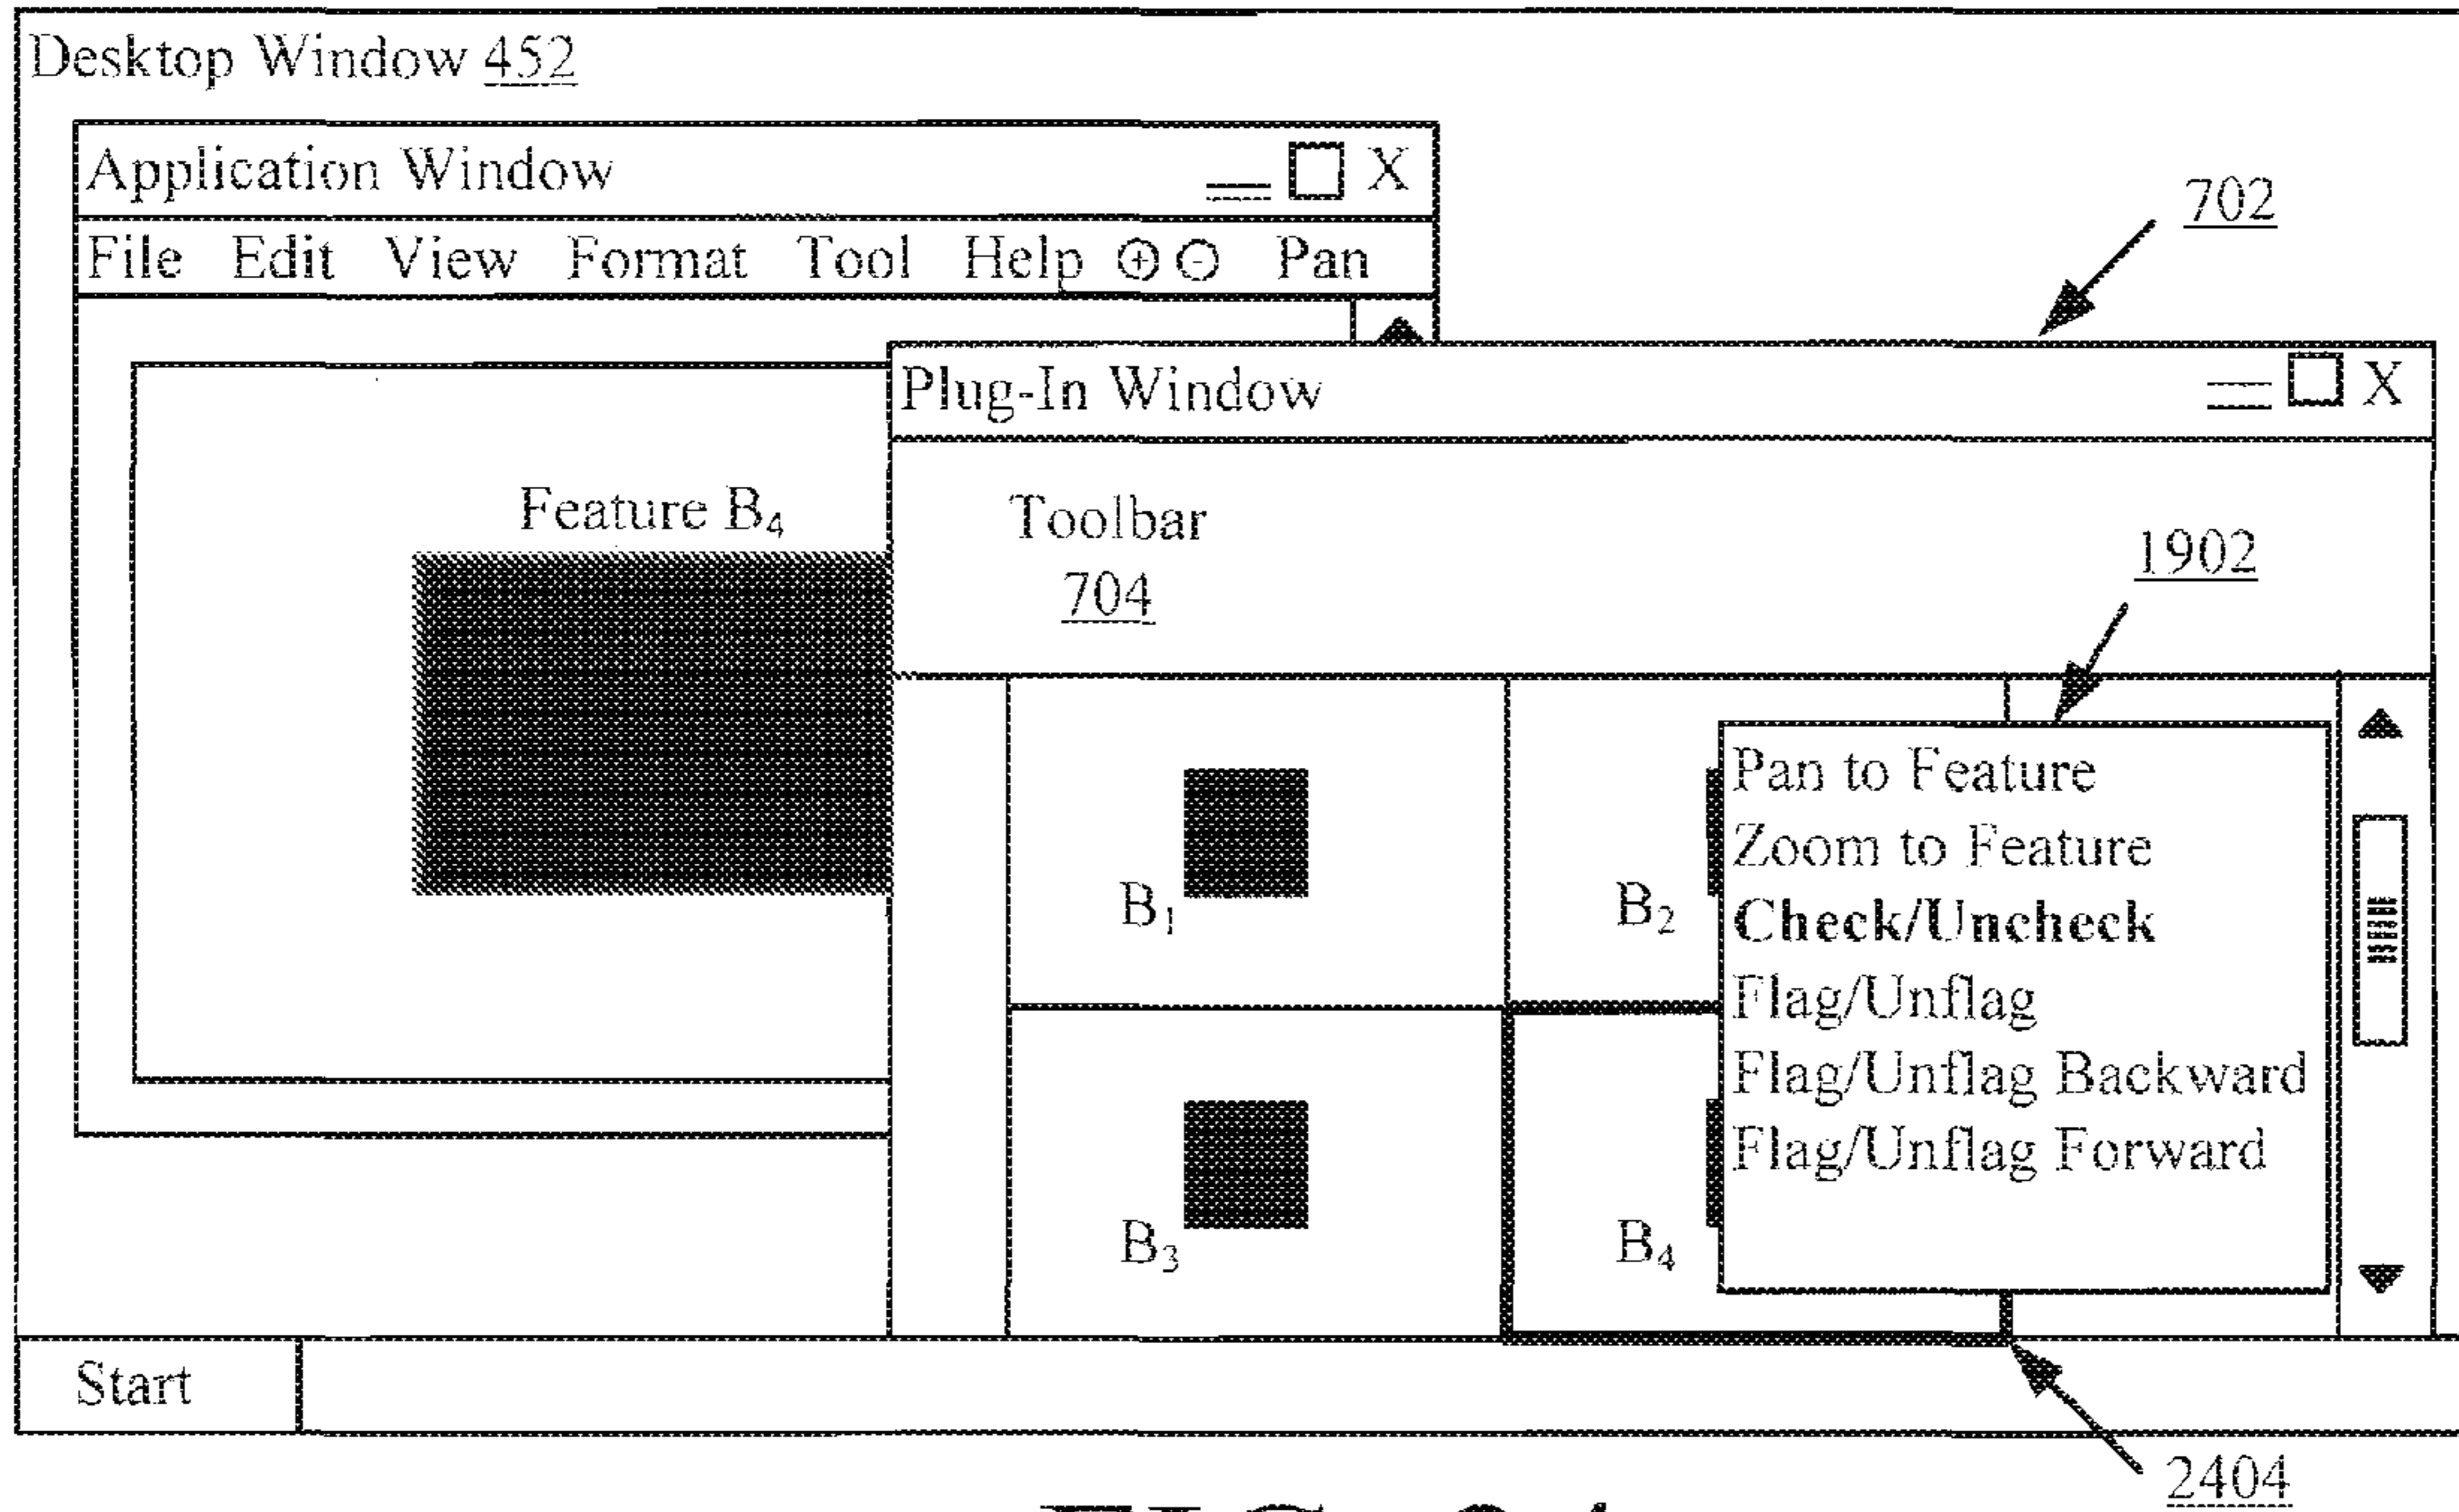 Desktop Window 452
Application Window X
File Edit View Format Tool Help + - Pan
702
Plug-In Window X
Feature B₄
Toolbar
704
1902
Pan to Feature
Zoom to Feature
Check/Uncheck
Flag/Unflag
Flag/Unflag Backward
Flag/Unflag Forward
B₁
B₂
B₃
B₄
Start
2404